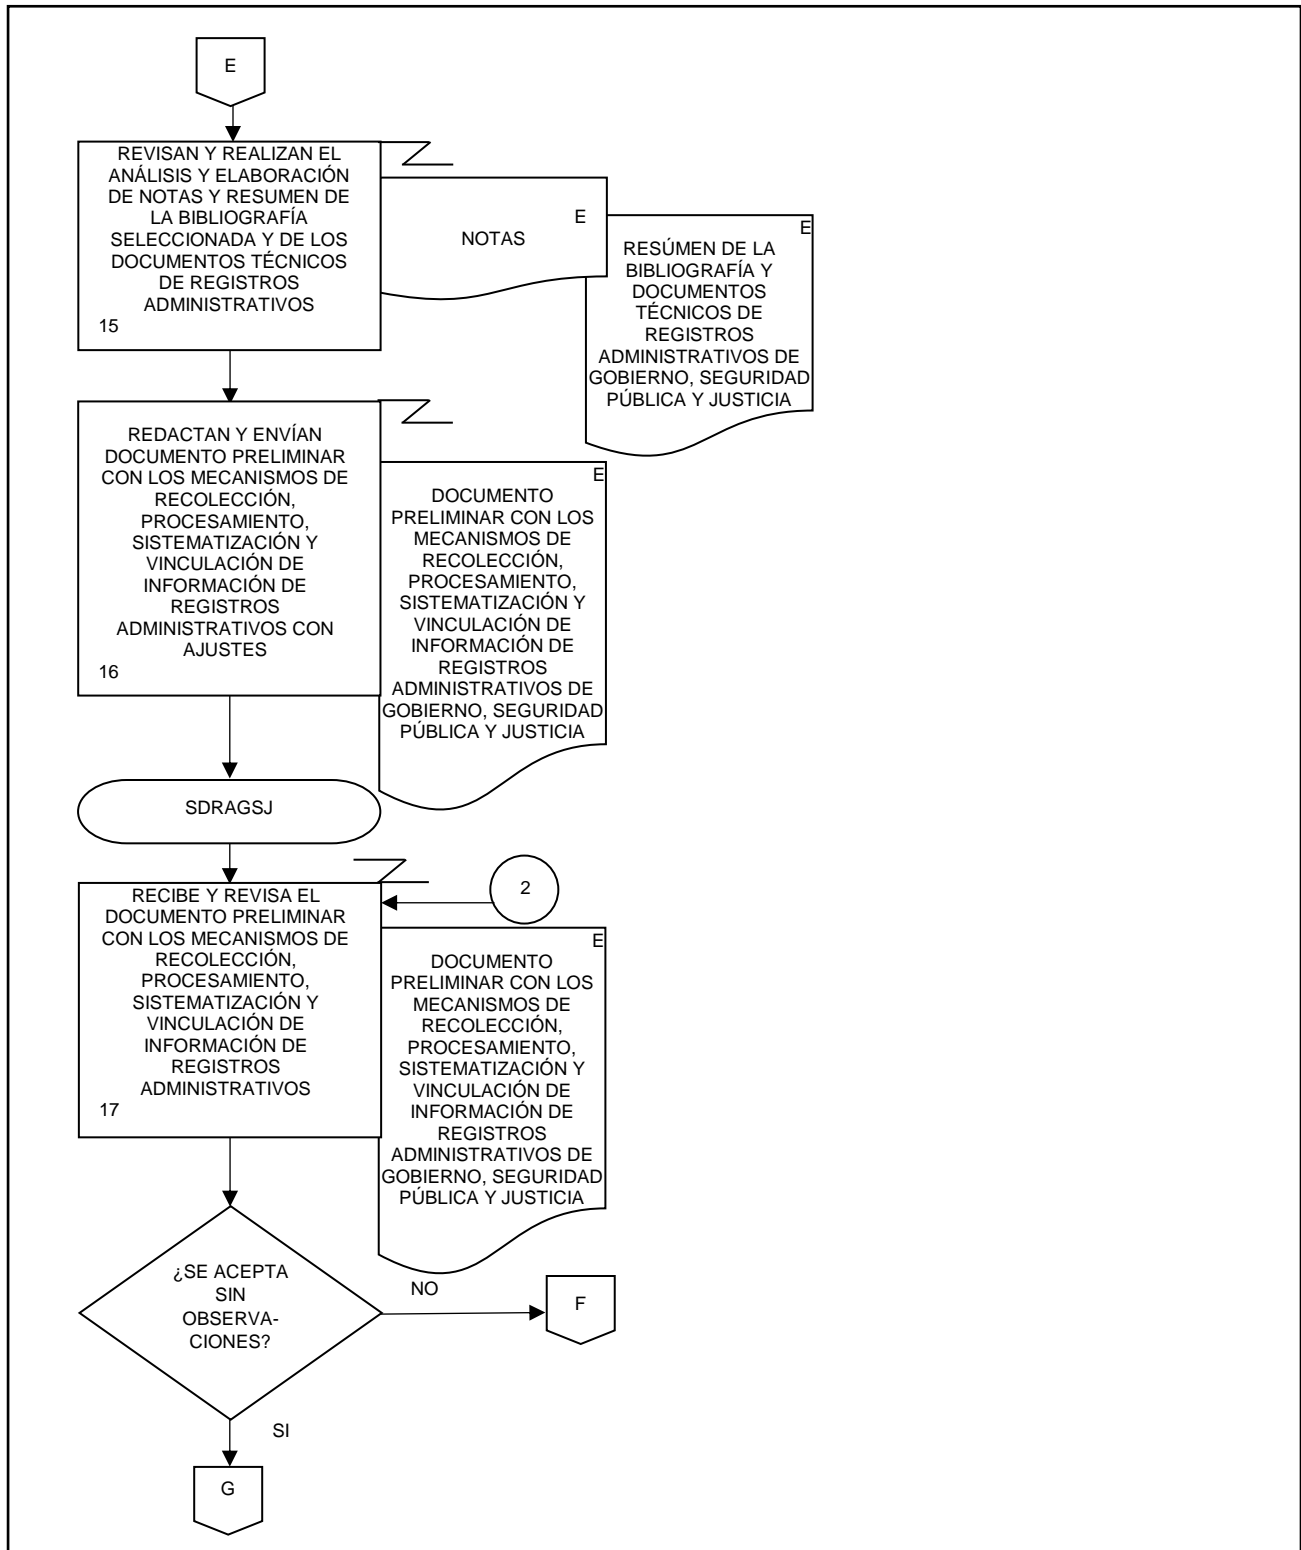 E
REVISAN Y REALIZAN EL
ANÁLISIS Y ELABORACIÓN
DE NOTAS Y RESUMEN DE
LA BIBLIOGRAFÍA
SELECCIONADA Y DE LOS
DOCUMENTOS TÉCNICOS
DE REGISTROS
ADMINISTRATIVOS
15
E
NOTAS
E
RESÚMEN DE LA
BIBLIOGRAFÍA Y
DOCUMENTOS
TÉCNICOS DE
REGISTROS
ADMINISTRATIVOS DE
GOBIERNO, SEGURIDAD
PÚBLICA Y JUSTICIA
REDACTAN Y ENVÍAN
DOCUMENTO PRELIMINAR
CON LOS MECANISMOS DE
RECOLECCIÓN,
PROCESAMIENTO,
SISTEMATIZACIÓN Y
VINCULACIÓN DE
INFORMACIÓN DE
REGISTROS
ADMINISTRATIVOS CON
AJUSTES
16
E
DOCUMENTO
PRELIMINAR CON LOS
MECANISMOS DE
RECOLECCIÓN,
PROCESAMIENTO,
SISTEMATIZACIÓN Y
VINCULACIÓN DE
INFORMACIÓN DE
REGISTROS
ADMINISTRATIVOS DE
GOBIERNO, SEGURIDAD
PÚBLICA Y JUSTICIA
SDRAGSJ
2
RECIBE Y REVISA EL
DOCUMENTO PRELIMINAR
CON LOS MECANISMOS DE
RECOLECCIÓN,
PROCESAMIENTO,
SISTEMATIZACIÓN Y
VINCULACIÓN DE
INFORMACIÓN DE
REGISTROS
ADMINISTRATIVOS
17
E
DOCUMENTO
PRELIMINAR CON LOS
MECANISMOS DE
RECOLECCIÓN,
PROCESAMIENTO,
SISTEMATIZACIÓN Y
VINCULACIÓN DE
INFORMACIÓN DE
REGISTROS
ADMINISTRATIVOS DE
GOBIERNO, SEGURIDAD
PÚBLICA Y JUSTICIA
¿SE ACEPTA
SIN
OBSERVA-
CIONES?
NO
F
SI
G